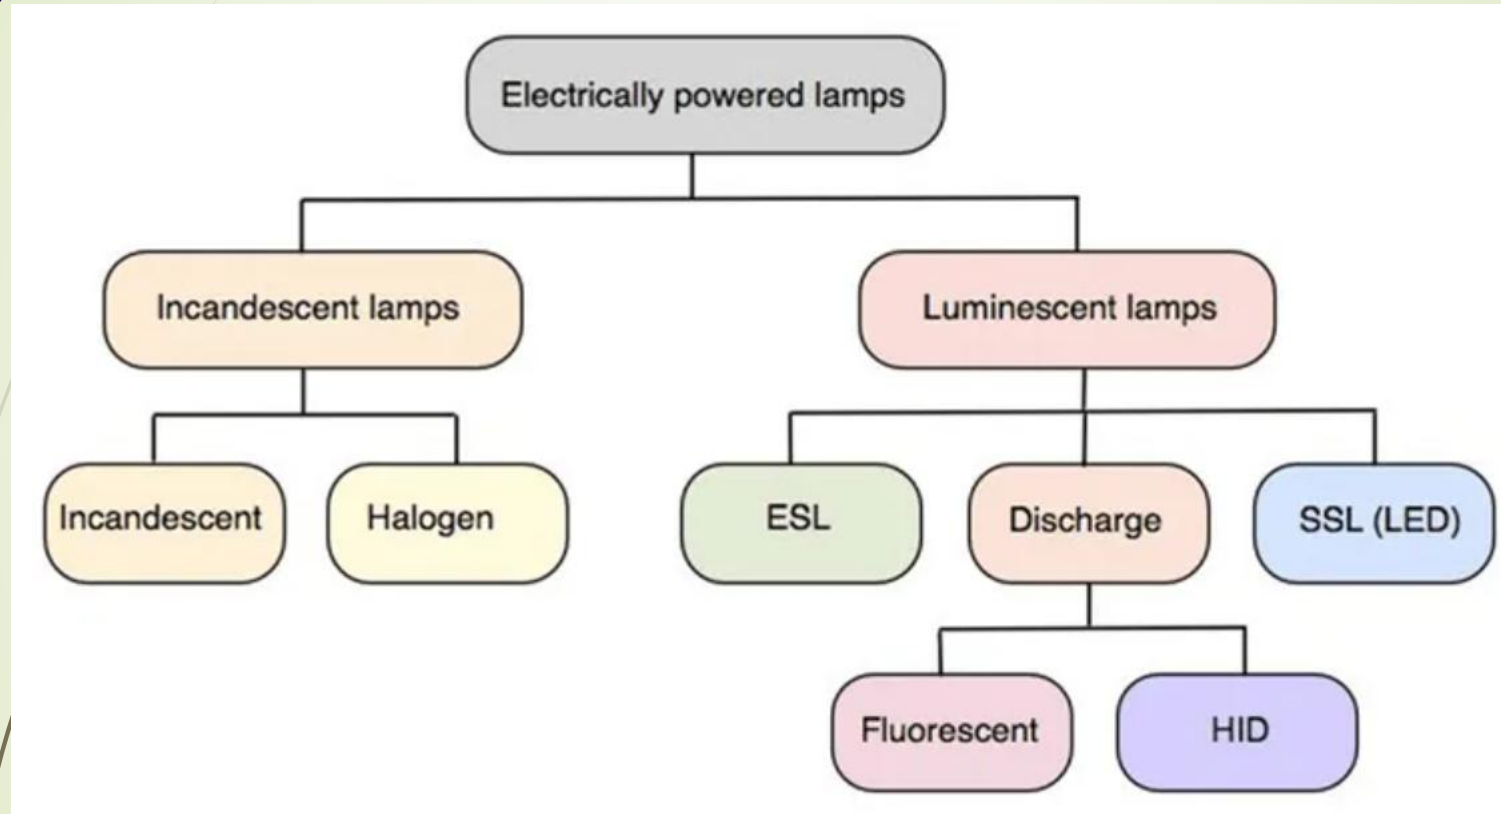 Electrically powered lamps
Incandescent lamps
Luminescent lamps
Incandescent
Halogen
ESL
Discharge
SSL (LED)
Fluorescent
HID